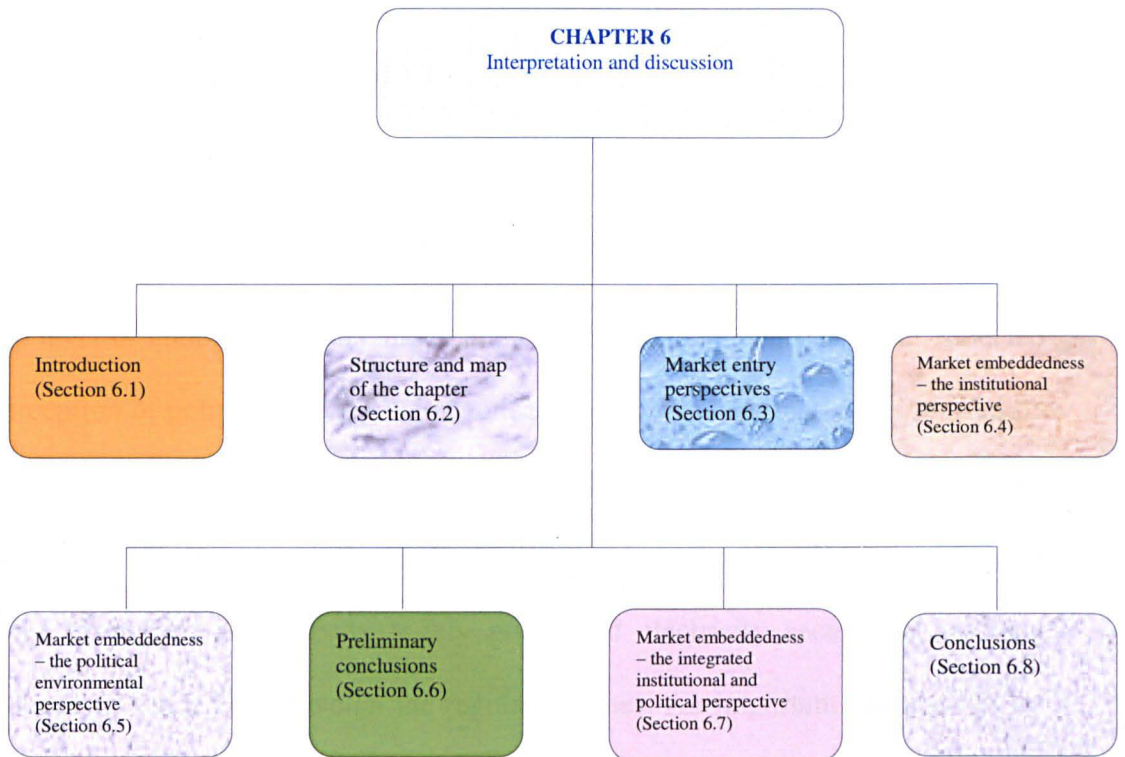 CHAPTER 6
Interpretation and discussion
Introduction
(Section 6.1)
Structure and map
of the chapter
(Section 6.2)
Market entry
perspectives
(Section 6.3)
Market embeddedness
– the institutional
perspective
(Section 6.4)
Market embeddedness
– the political
environmental
perspective
(Section 6.5)
Preliminary
conclusions
(Section 6.6)
Market embeddedness
– the integrated
institutional and
political perspective
(Section 6.7)
Conclusions
(Section 6.8)